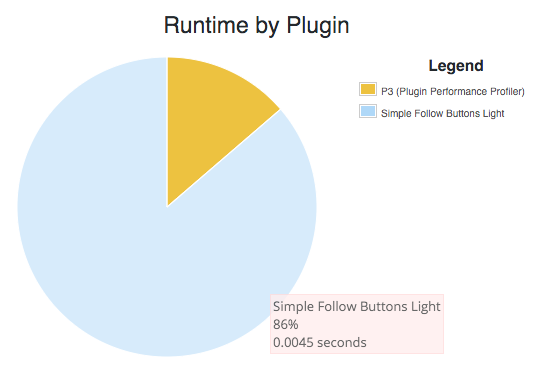 Runtime by Plugin
Legend
P3 (Plugin Performance Profiler)
Simple Follow Buttons Light
Simple Follow Buttons Light
86%
0.0045 seconds